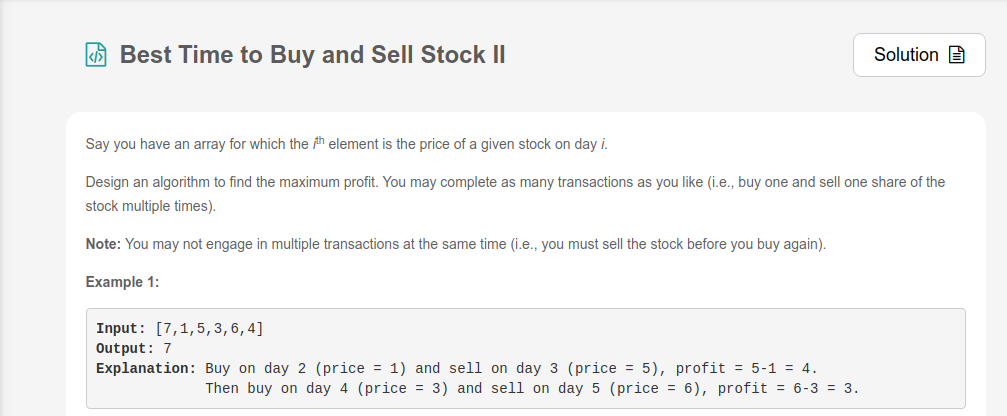 Best Time to Buy and Sell Stock II
Solution
Say you have an array for which the ith element is the price of a given stock on day i.
Design an algorithm to find the maximum profit. You may complete as many transactions as you like (i.e., buy one and sell one share of the
stock multiple times).
Note: You may not engage in multiple transactions at the same time (i.e., you must sell the stock before you buy again).
Example 1:
Input: [7,1,5,3,6,4]
Output: 7
Explanation: Buy on day 2 (price = 1) and sell on day 3 (price = 5), profit = 5-1 = 4.
Then buy on day 4 (price = 3) and sell on day 5 (price = 6), profit = 6-3 = 3.